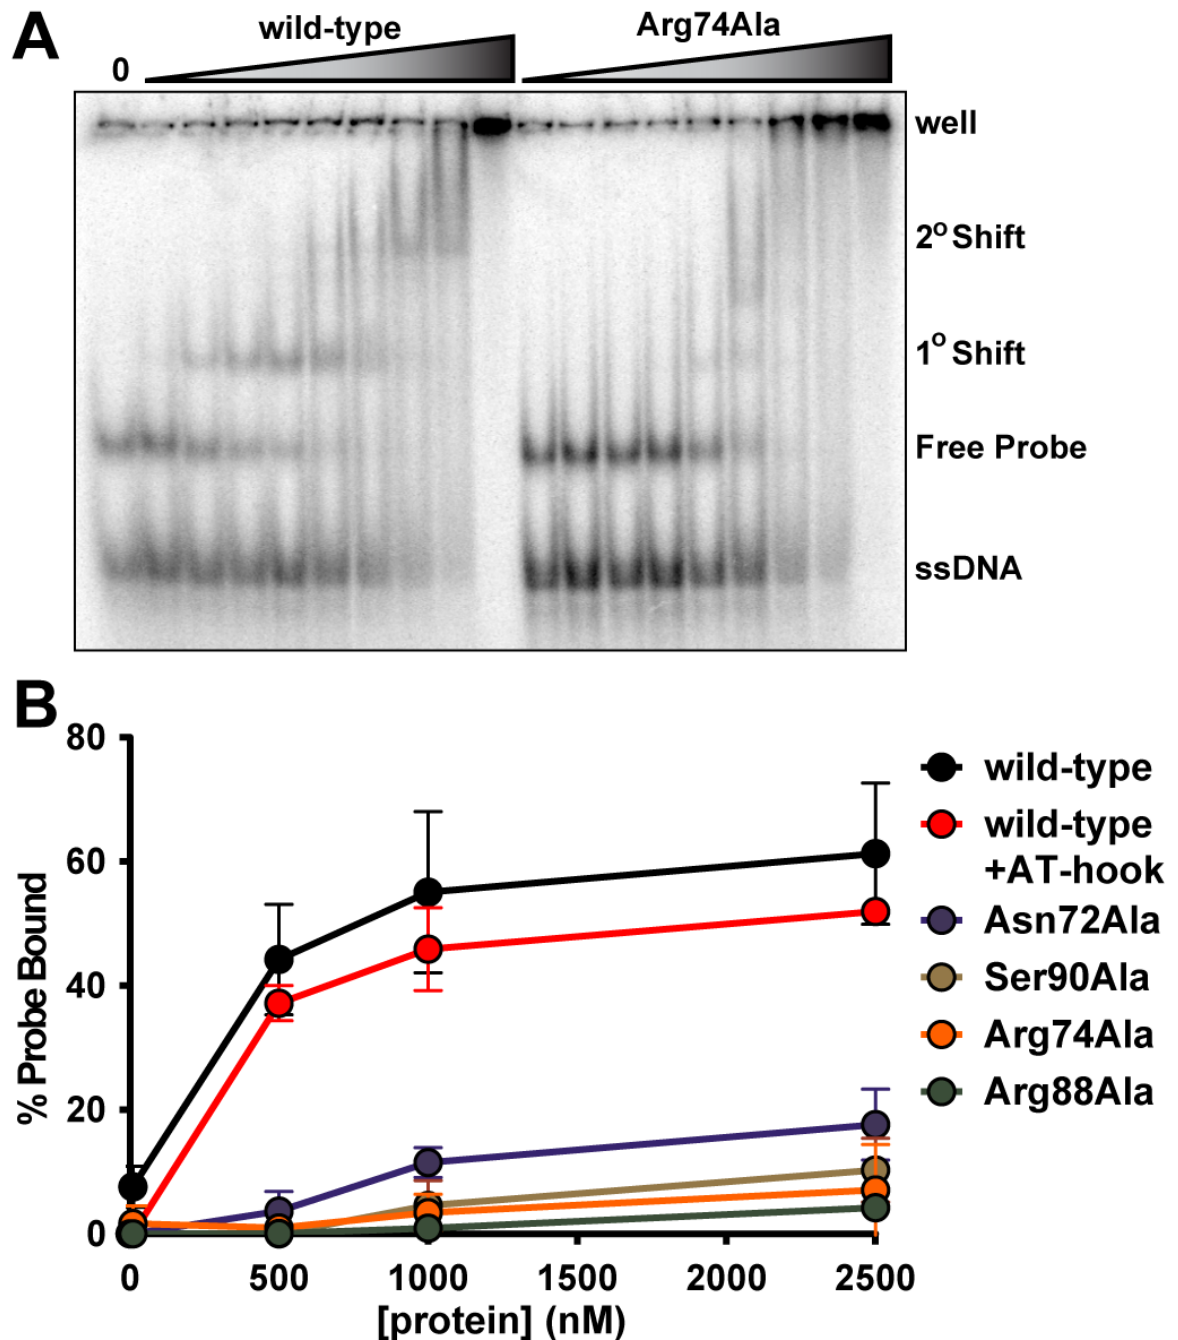 A
wild-type
Arg74Ala
0
well
2° Shift
1° Shift
Free Probe
ssDNA
B
80
60
40
20
0
% Probe Bound
0 500 1000 1500 2000 2500
[protein] (nM)
wild-type
wild-type
+AT-hook
Asn72Ala
Ser90Ala
Arg74Ala
Arg88Ala